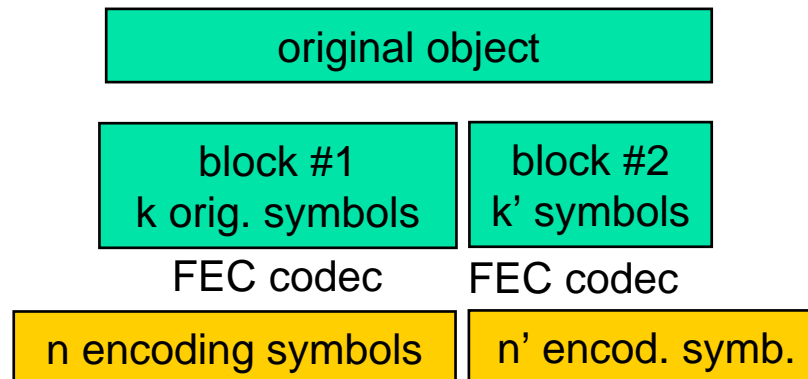 original object
block #1
k orig. symbols
block #2
k’ symbols
FEC codec
FEC codec
n encoding symbols
n’ encod. symb.